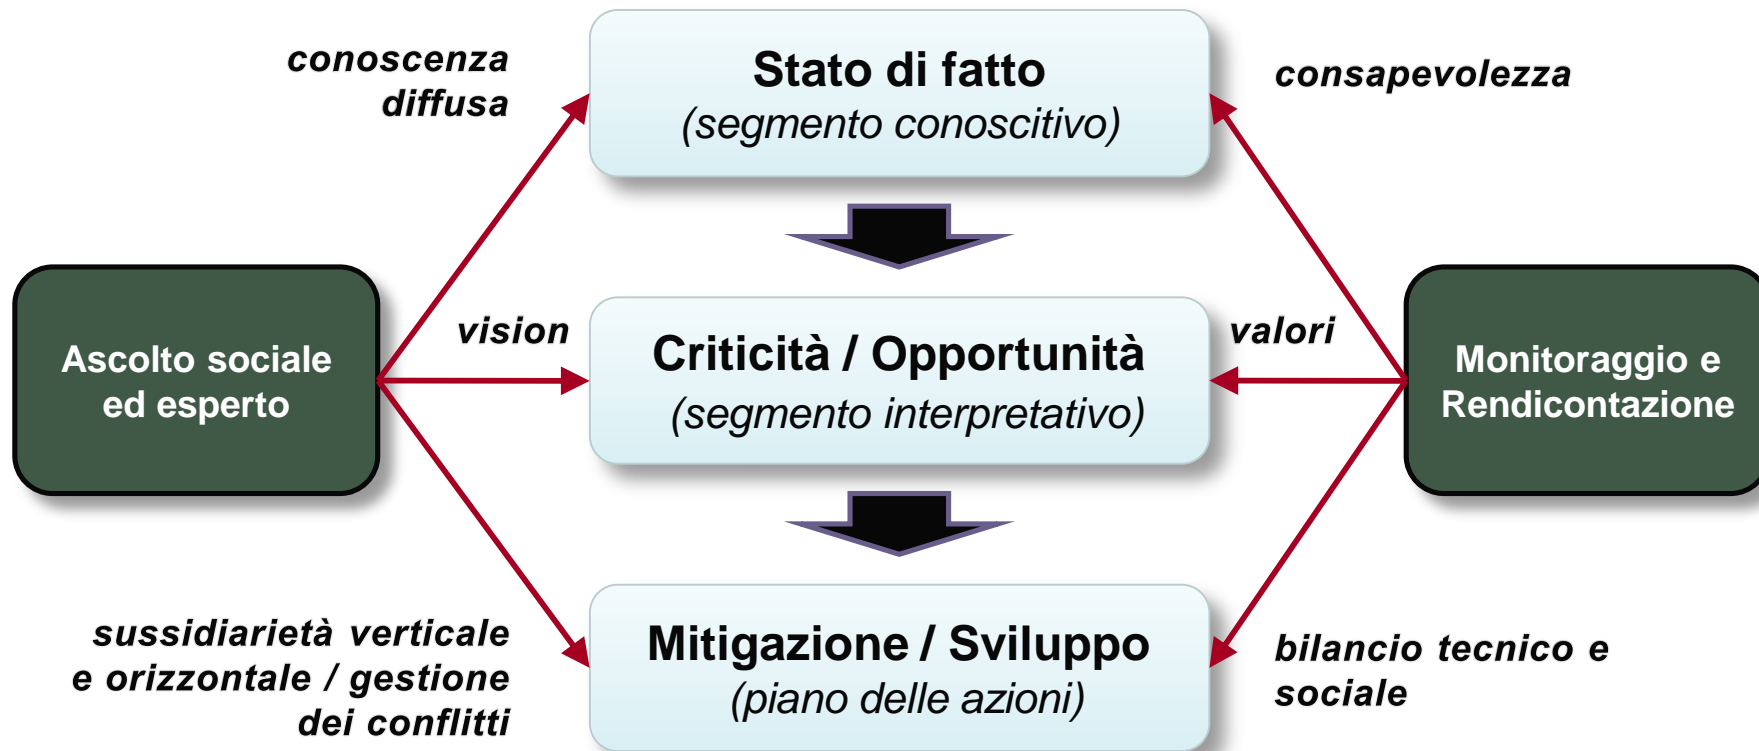 conoscenza
diffusa
Stato di fatto
(segmento conoscitivo)
consapevolezza
vision
Criticità / Opportunità
(segmento interpretativo)
valori
Ascolto sociale
ed esperto
Monitoraggio e
Rendicontazione
sussidiarietà verticale
e orizzontale / gestione
dei conflitti
Mitigazione / Sviluppo
(piano delle azioni)
bilancio tecnico e
sociale